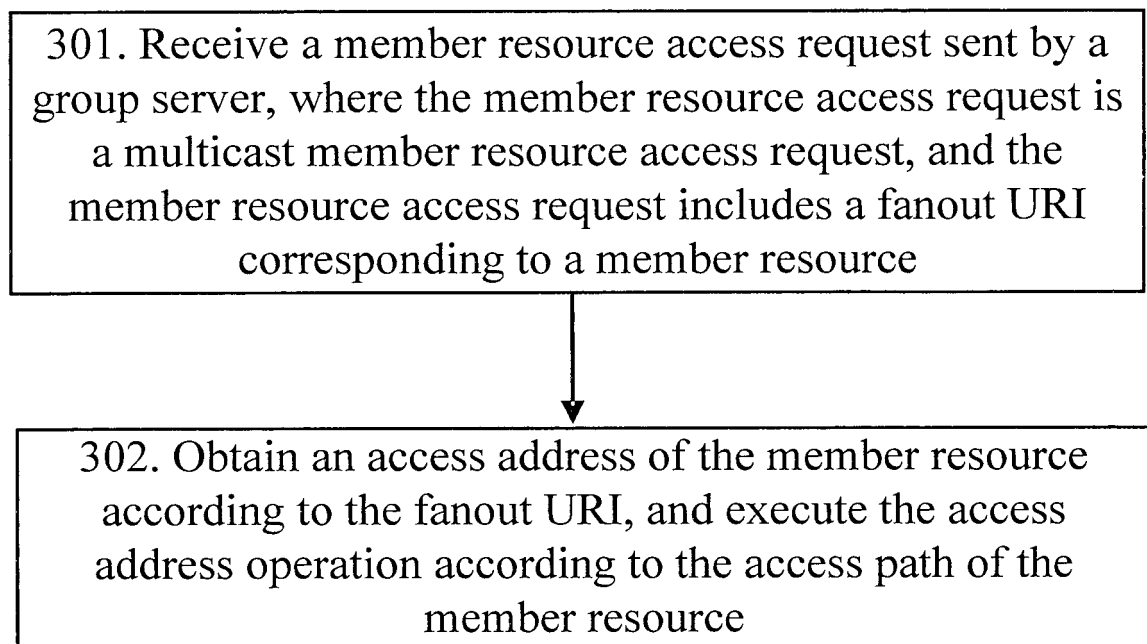 301. Receive a member resource access request sent by a
group server, where the member resource access request is
a multicast member resource access request, and the
member resource access request includes a fanout URI
corresponding to a member resource
302. Obtain an access address of the member resource
according to the fanout URI, and execute the access
address operation according to the access path of the
member resource